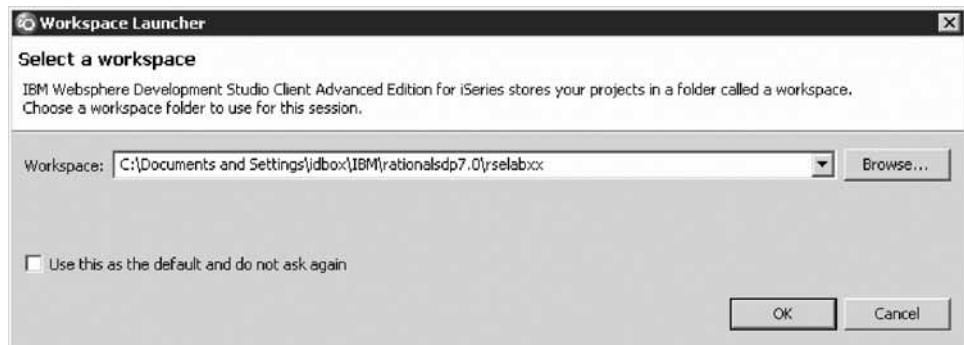 Workspace Launcher
Select a workspace
IBM Websphere Development Studio Client Advanced Edition for iSeries stores your projects in a folder called a workspace.
Choose a workspace folder to use for this session.
Workspace: C:\Documents and Settings\idbox\IBM\rationalsdp7.0\rselabxx Browse...
Use this as the default and do not ask again
OK Cancel